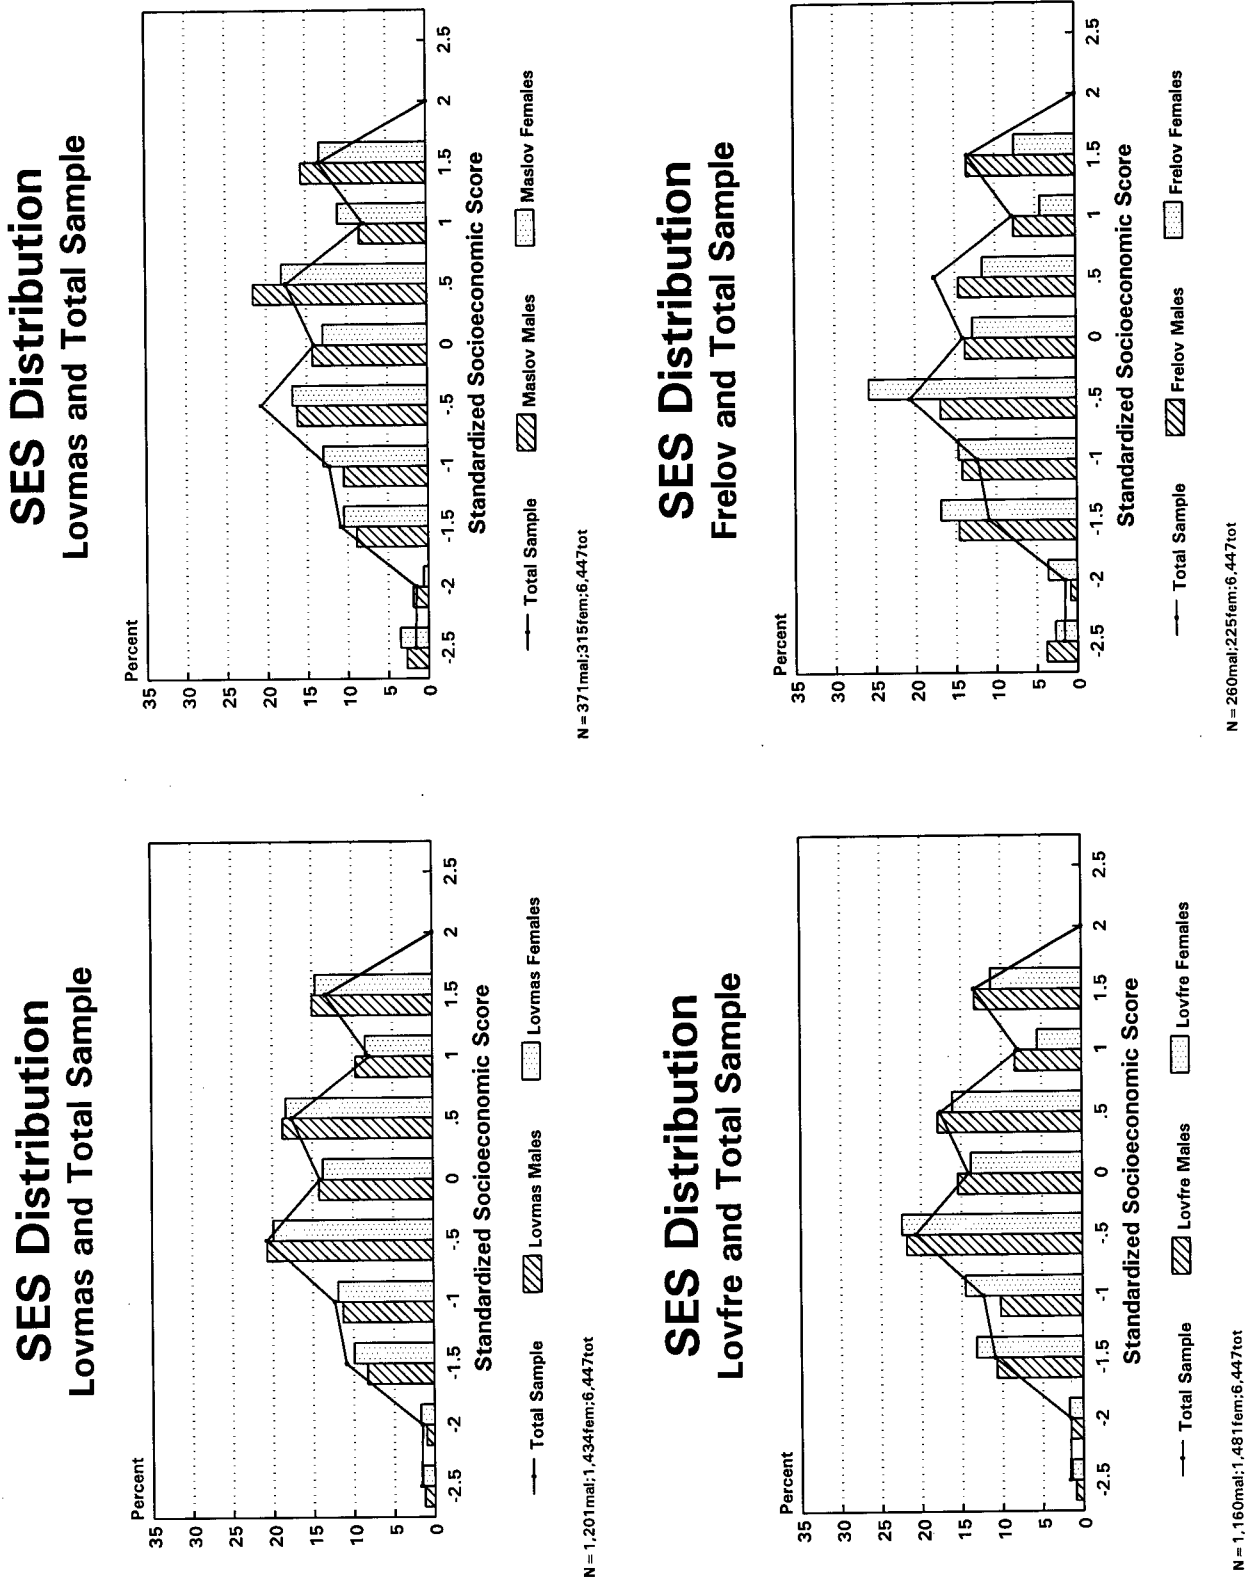 SES Distribution
Lovmas and Total Sample
Percent
35
30
25
20
15
10
5
0
-2.5
-2
-1.5
-1
-.5
0
.5
1
1.5
2
2.5
Standardized Socioeconomic Score
Total Sample
Lovmas Males
Lovmas Females
N = 1,201mal;1,434fem;6,447tot
SES Distribution
Lovmas and Total Sample
Percent
35
30
25
20
15
10
5
0
-2.5
-2
-1.5
-1
-.5
0
.5
1
1.5
2
2.5
Standardized Socioeconomic Score
Total Sample
Maslov Males
Maslov Females
N = 371mal;315fem;6,447tot
SES Distribution
Lovfre and Total Sample
Percent
35
30
25
20
15
10
5
0
-2.5
-2
-1.5
-1
-.5
0
.5
1
1.5
2
2.5
Standardized Socioeconomic Score
Total Sample
Lovfre Males
Lovfre Females
N = 1,160mal;1,481fem;6,447tot
SES Distribution
Frelov and Total Sample
Percent
35
30
25
20
15
10
5
0
-2.5
-2
-1.5
-1
-.5
0
.5
1
1.5
2
2.5
Standardized Socioeconomic Score
Total Sample
Frelov Males
Frelov Females
N = 260mal;225fem;6,447tot